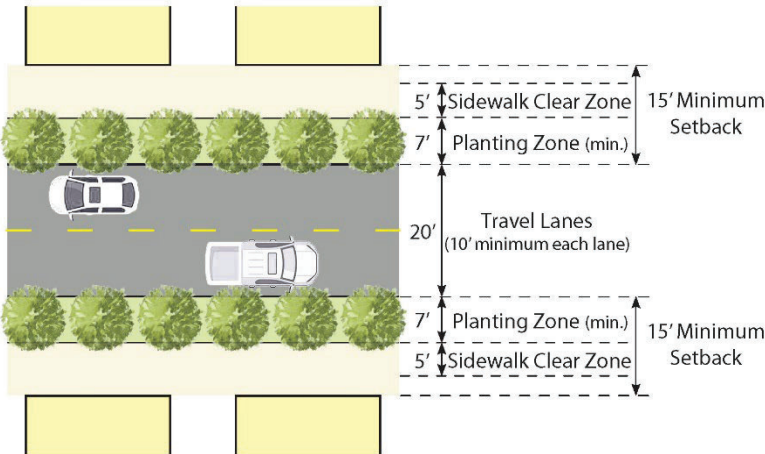 5’ Sidewalk Clear Zone
15’ Minimum
Setback
7’ Planting Zone (min.)
20’
Travel Lanes
(10’ minimum each lane)
7’ Planting Zone (min.)
15’ Minimum
Setback
5’ Sidewalk Clear Zone